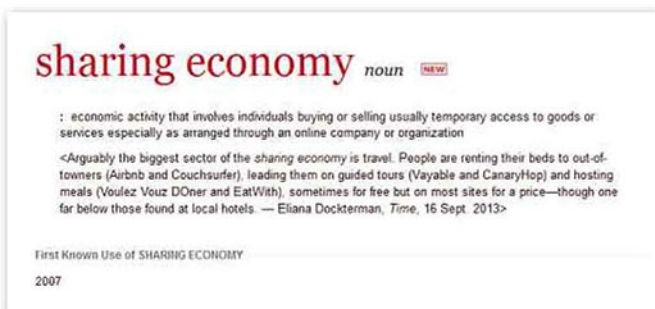 sharing economy noun NEW
: economic activity that involves individuals buying or selling usually temporary access to goods or
services especially as arranged through an online company or organization
<Arguably the biggest sector of the sharing economy is travel. People are renting their beds to out-of-
towners (Airbnb and Couchsurfer), leading them on guided tours (Vayable and CanaryHop) and hosting
meals (Voulez Vouz DOner and EatWith), sometimes for free but on most sites for a price—though one
far below those found at local hotels. — Eliana Dockterman, Time, 16 Sept. 2013>
First Known Use of SHARING ECONOMY
2007